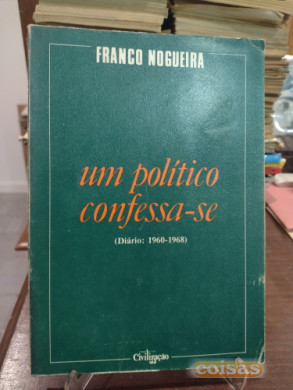 FRANCO NOGUEIRA
um político
confessa-se
(Diário: 1960-1968)
Civilização
coisas